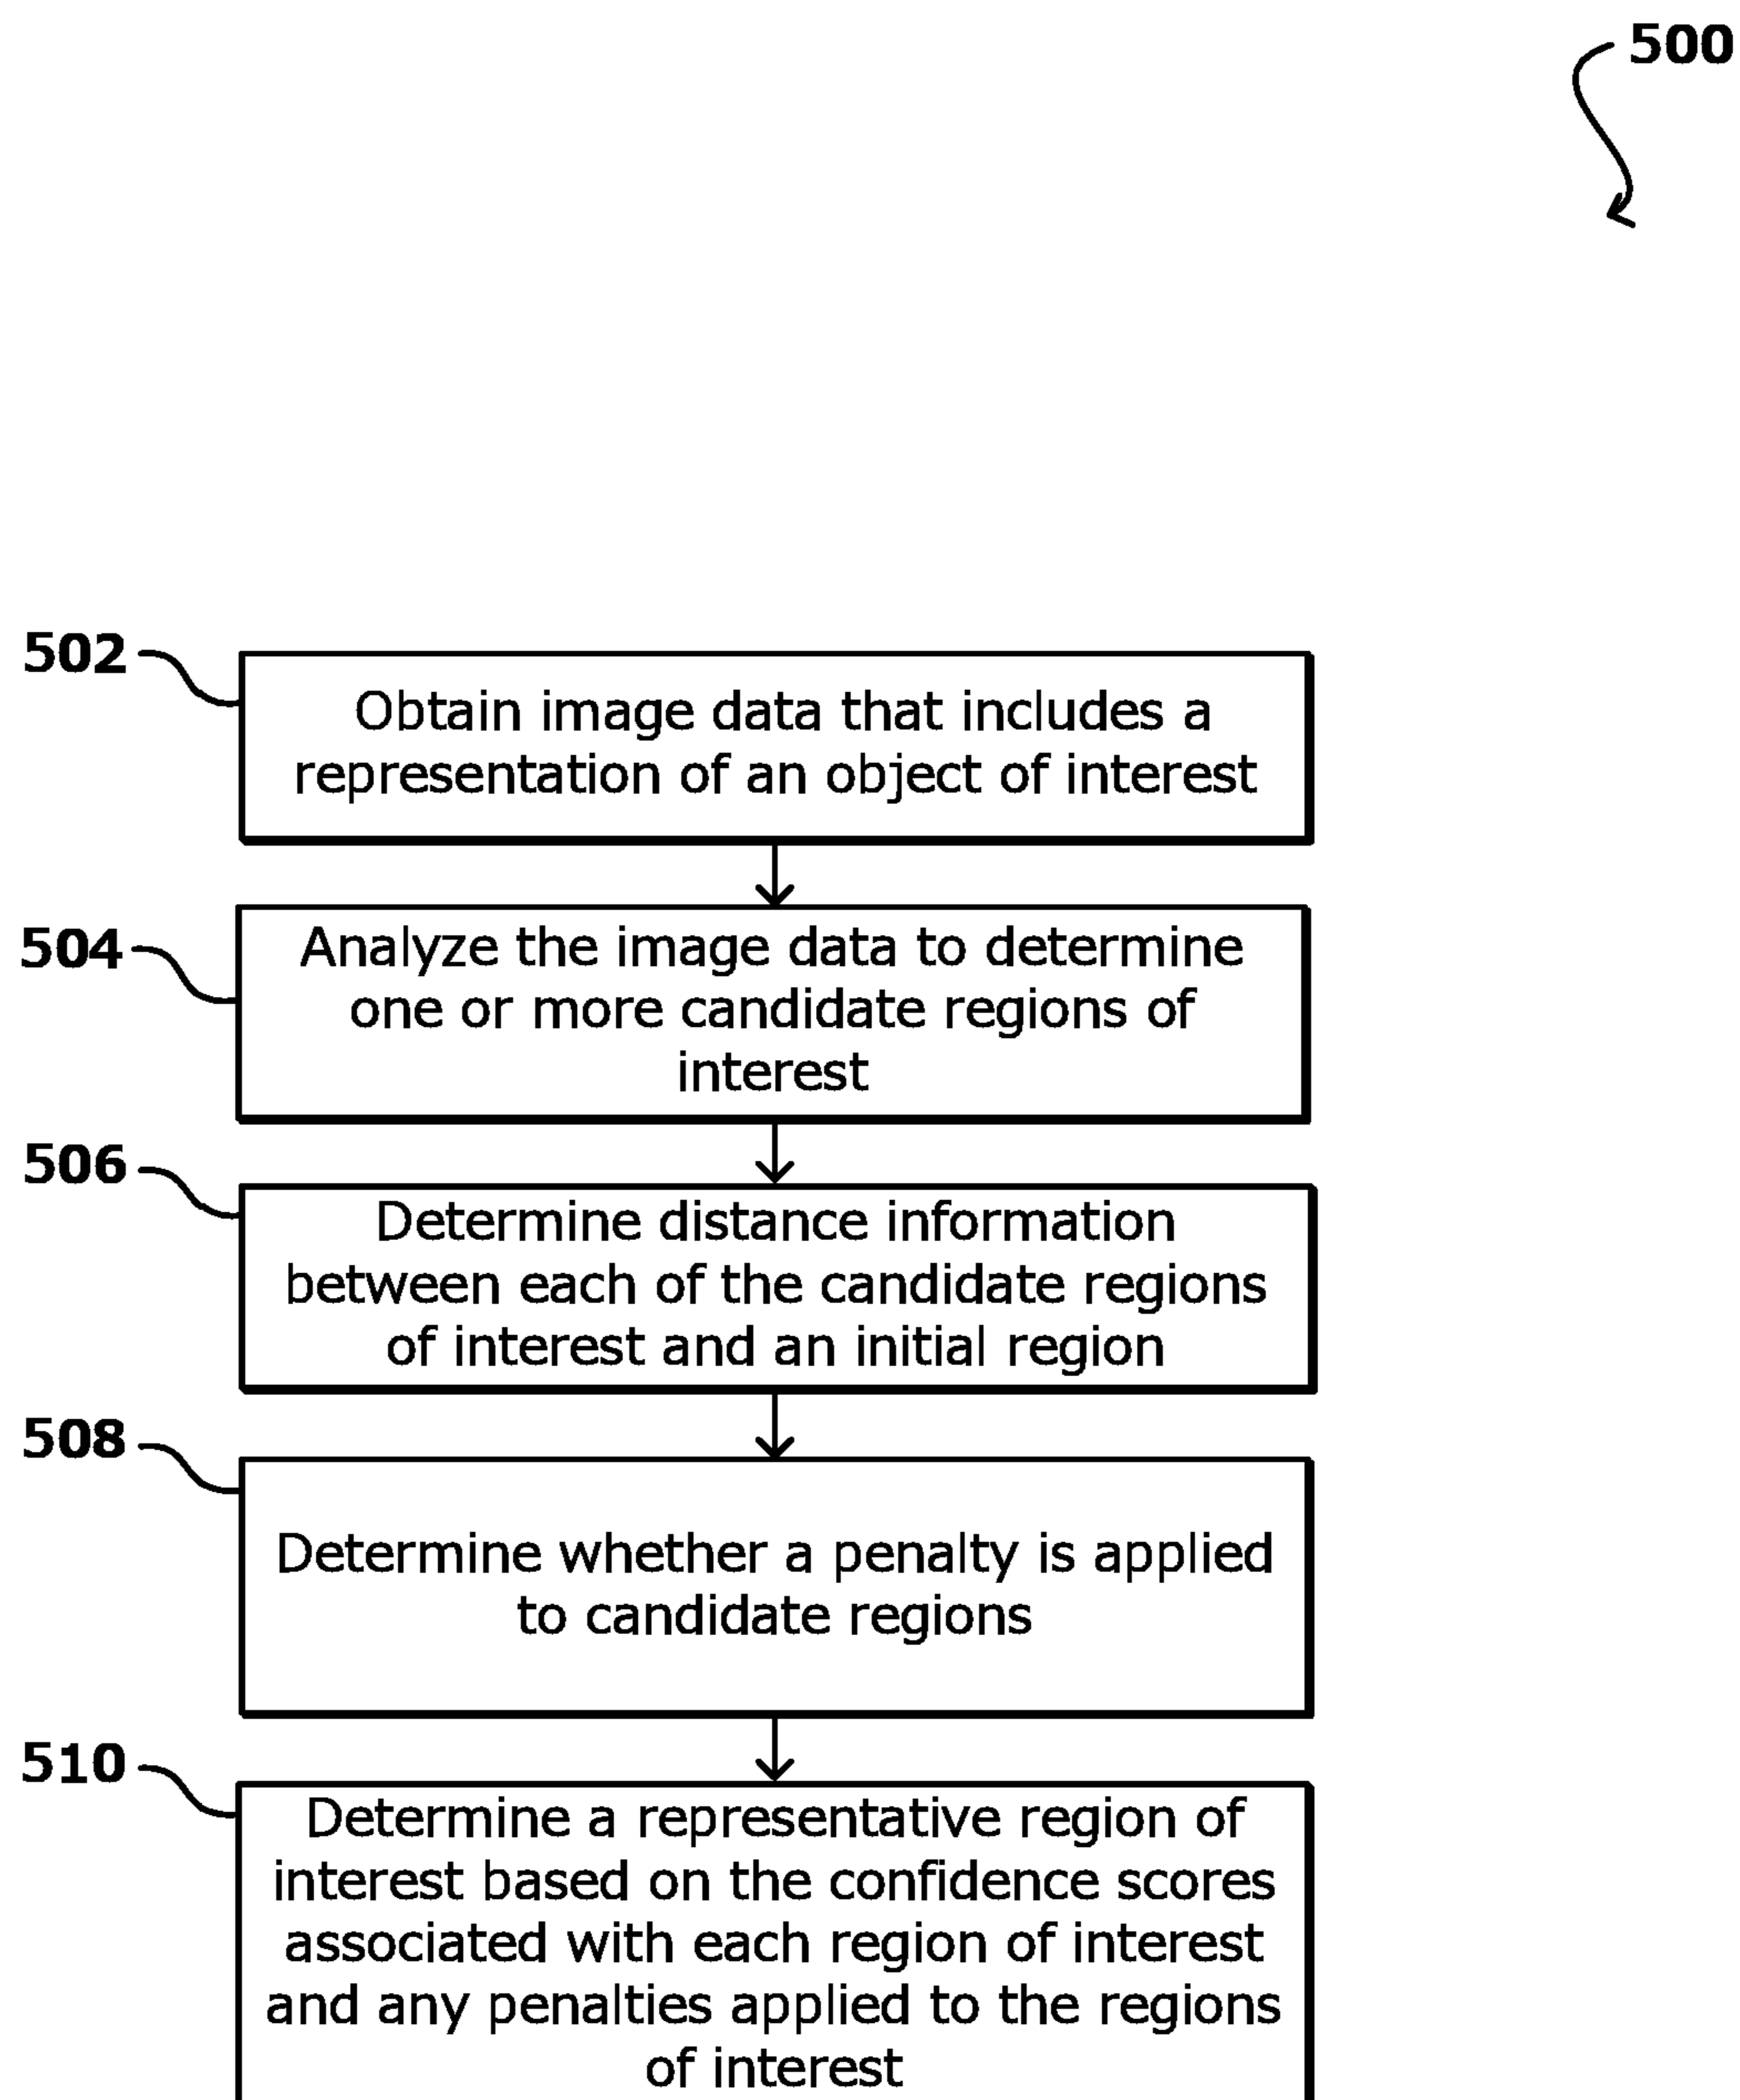 500
502
Obtain image data that includes a
representation of an object of interest
504
Analyze the image data to determine
one or more candidate regions of
interest
506
Determine distance information
between each of the candidate regions
of interest and an initial region
508
Determine whether a penalty is applied
to candidate regions
510
Determine a representative region of
interest based on the confidence scores
associated with each region of interest
and any penalties applied to the regions
of interest